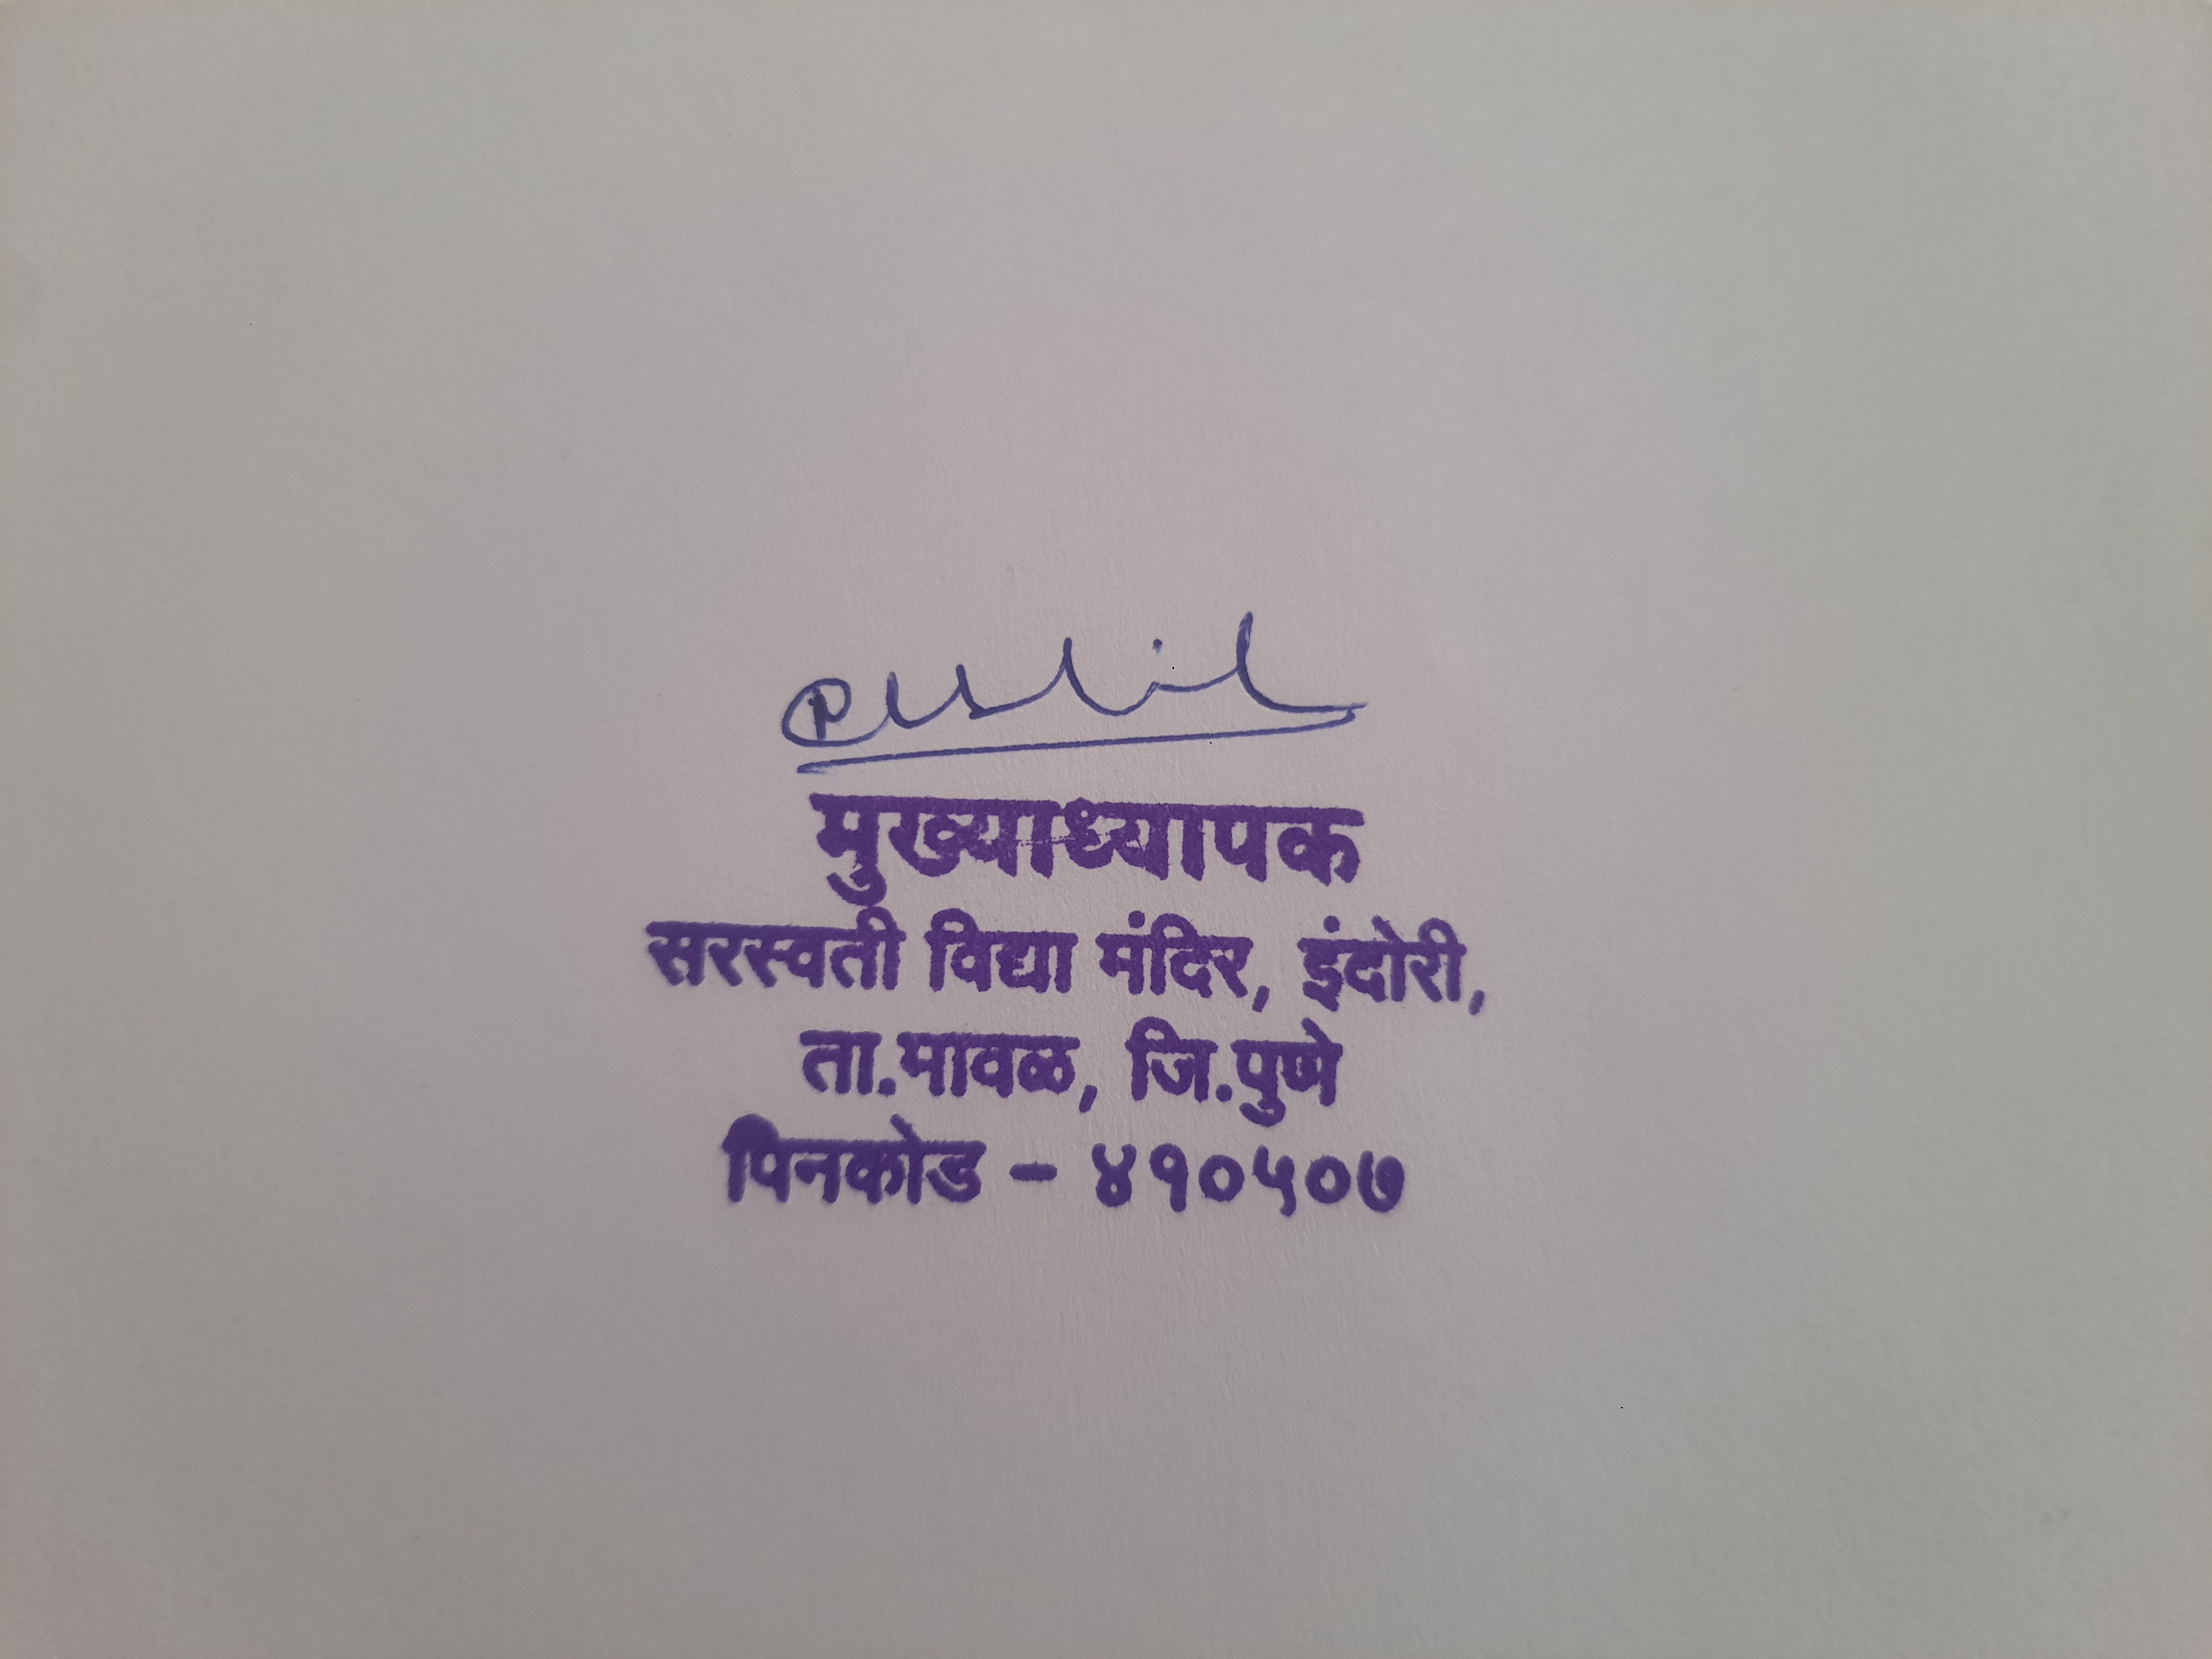 मुख्याध्यापक
सरस्वती विद्या मंदिर, इंदोरी,
ता.मावळ, जि.पुणे
पिनकोड - ४१०५०७